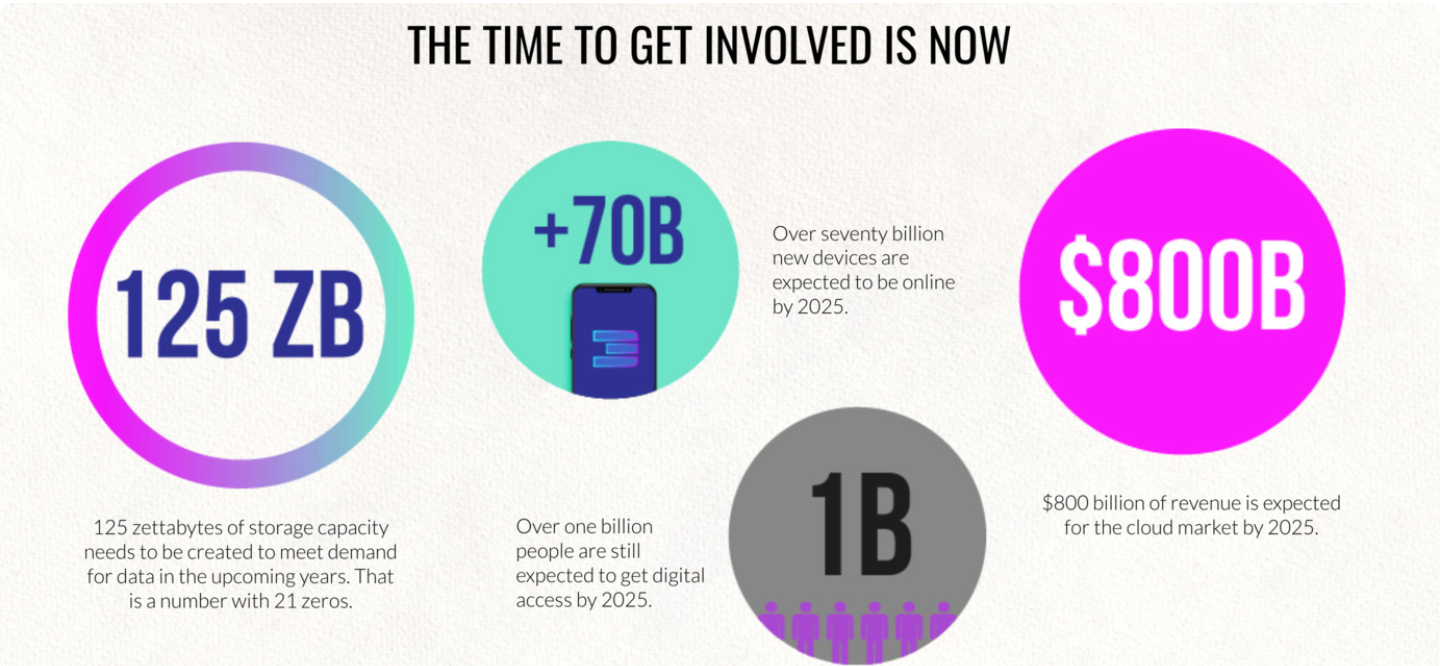 THE TIME TO GET INVOLVED IS NOW
125 ZB
125 zettabytes of storage capacity
needs to be created to meet demand
for data in the upcoming years. That
is a number with 21 zeros.
+70B
Over seventy billion
new devices are
expected to be online
by 2025.
Over one billion
people are still
expected to get digital
access by 2025.
1B
$800B
$800 billion of revenue is expected
for the cloud market by 2025.